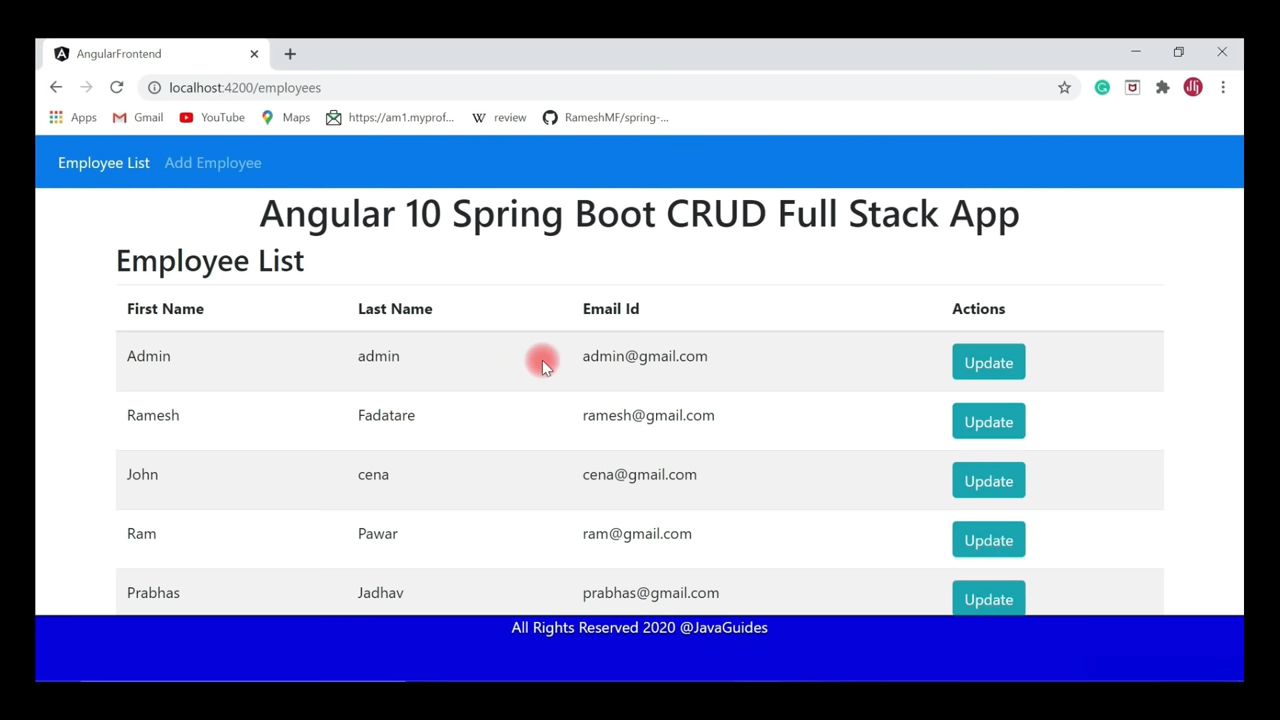 AngularFrontend
localhost:4200/employees
Apps Gmail YouTube Maps https://am1.myprof... review RameshMF/spring-...
Employee List Add Employee
Angular 10 Spring Boot CRUD Full Stack App
Employee List
First Name Last Name Email Id Actions
Admin admin admin@gmail.com Update
Ramesh Fadatare ramesh@gmail.com Update
John cena cena@gmail.com Update
Ram Pawar ram@gmail.com Update
Prabhas Jadhav prabhas@gmail.com Update
All Rights Reserved 2020 @JavaGuides